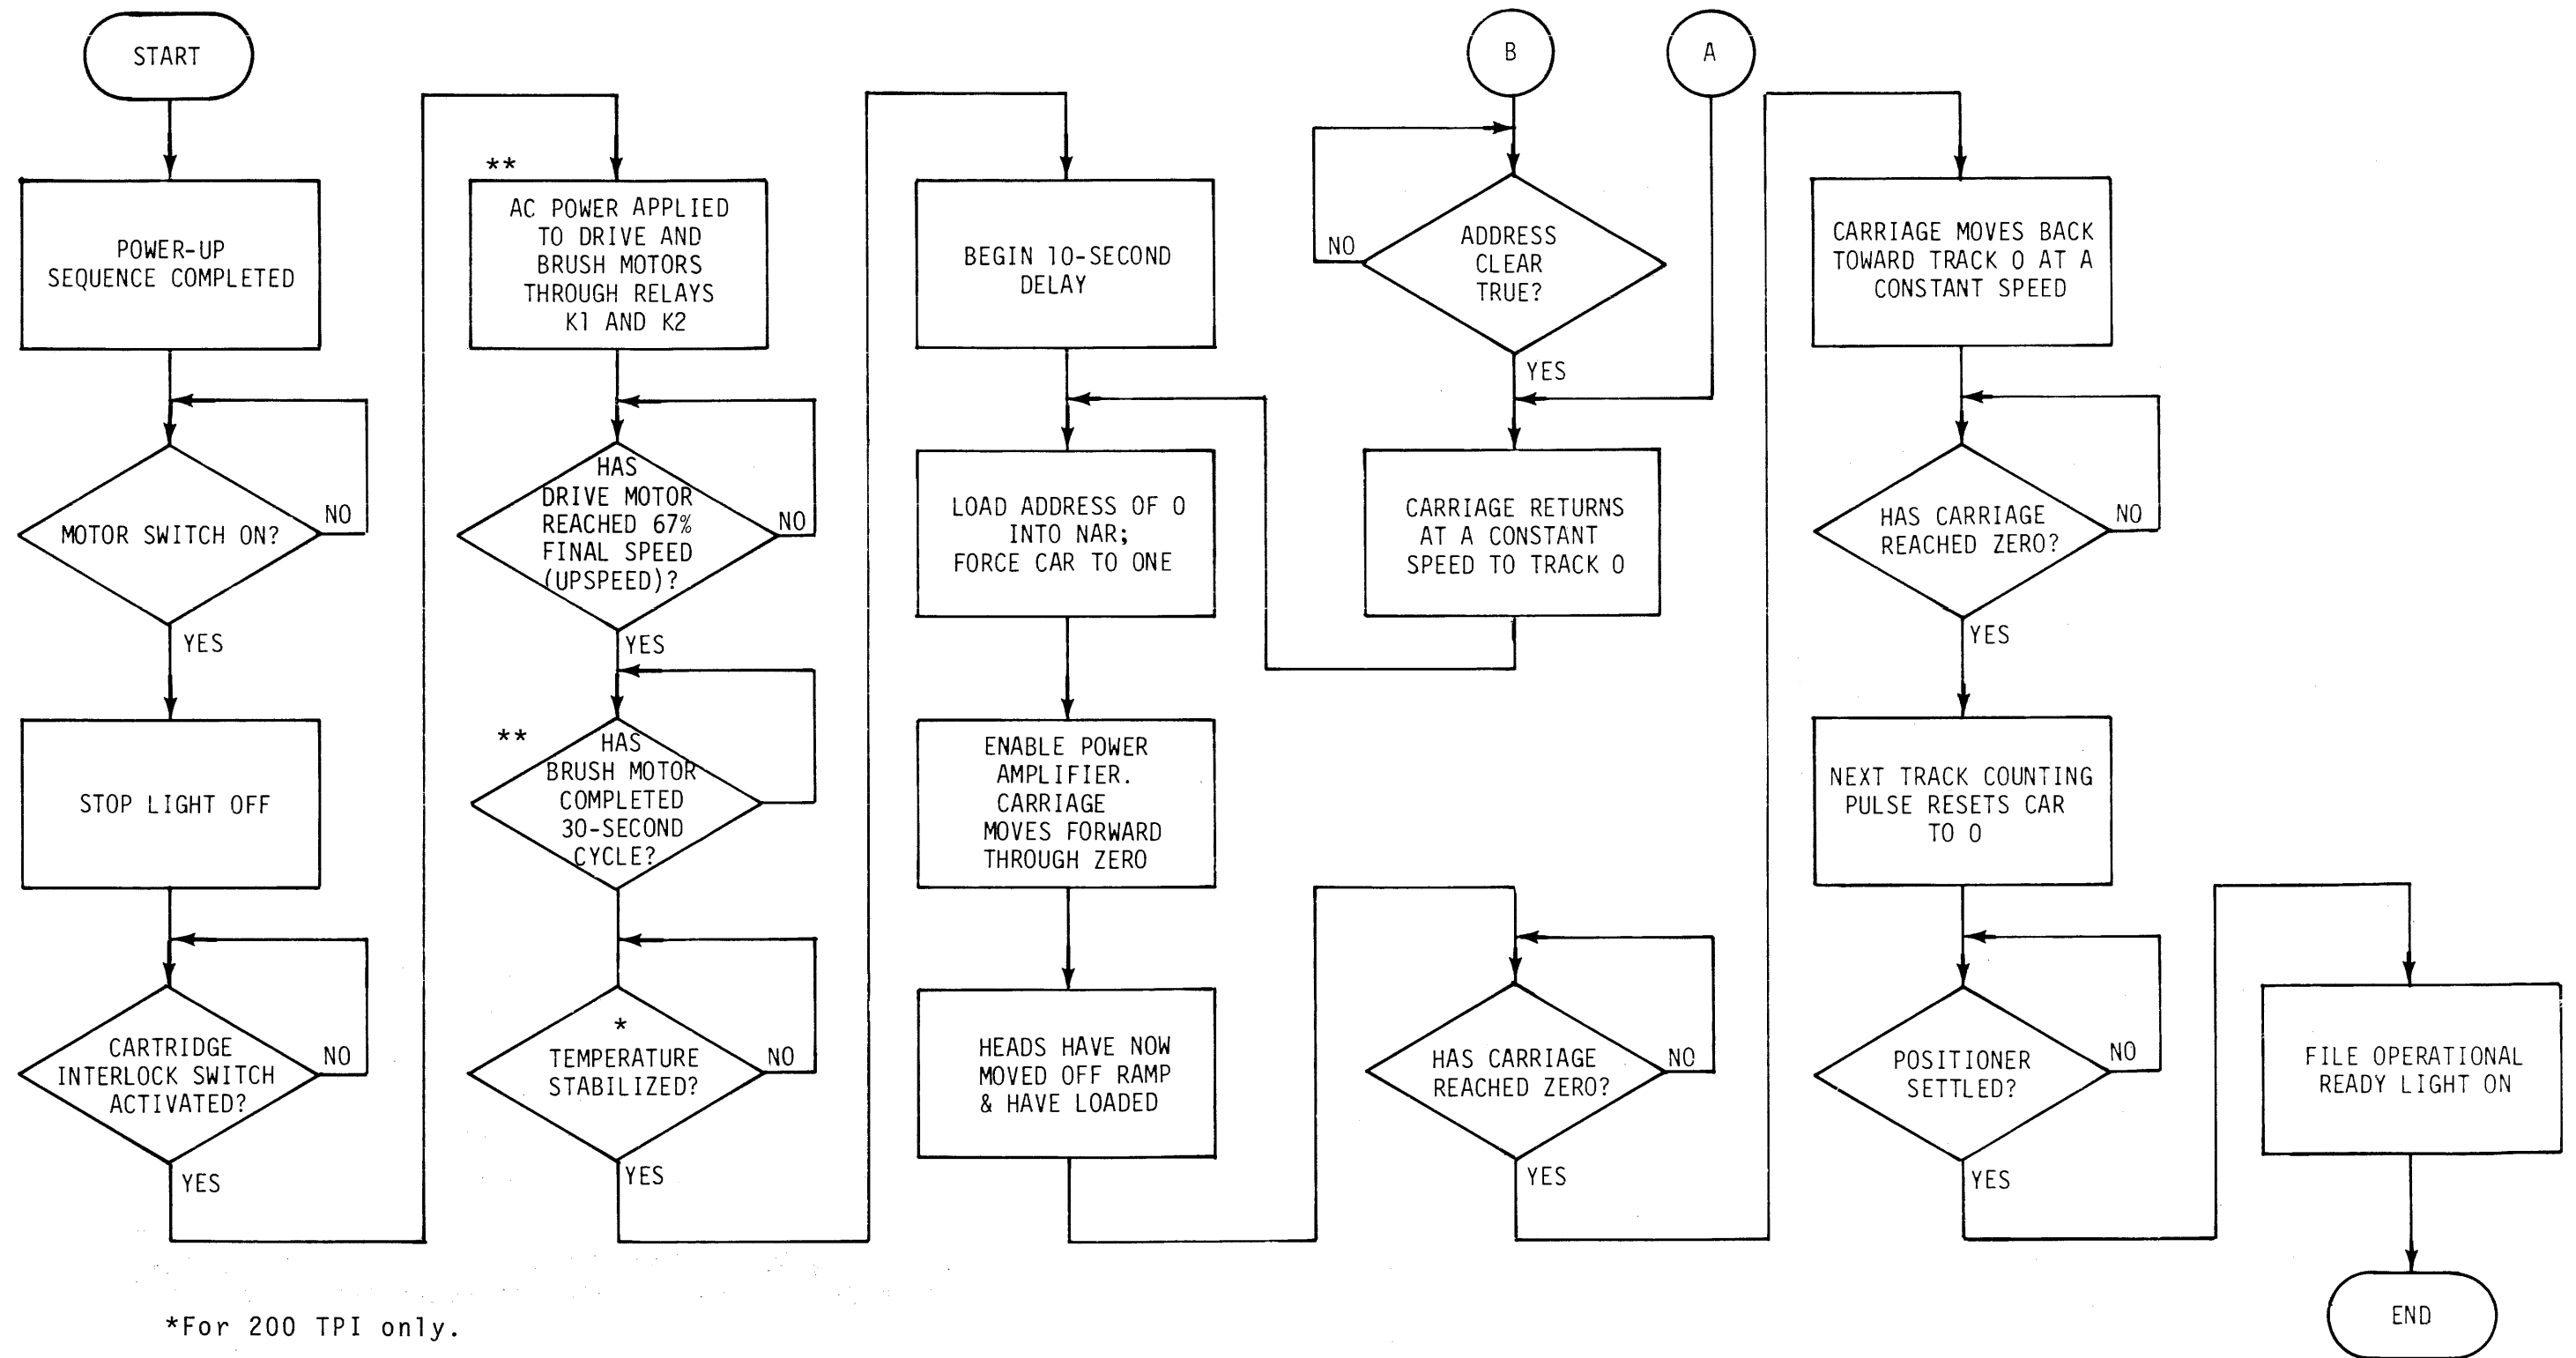 START
POWER-UP
SEQUENCE COMPLETED
MOTOR SWITCH ON?
NO
YES
STOP LIGHT OFF
CARTRIDGE
INTERLOCK SWITCH
ACTIVATED?
NO
YES
**
AC POWER APPLIED
TO DRIVE AND
BRUSH MOTORS
THROUGH RELAYS
K1 AND K2
HAS
DRIVE MOTOR
REACHED 67%
FINAL SPEED
(UPSPEED)?
NO
YES
**
HAS
BRUSH MOTOR
COMPLETED
30-SECOND
CYCLE?
*
TEMPERATURE
STABILIZED?
NO
YES
BEGIN 10-SECOND
DELAY
LOAD ADDRESS OF 0
INTO NAR;
FORCE CAR TO ONE
ENABLE POWER
AMPLIFIER.
CARRIAGE
MOVES FORWARD
THROUGH ZERO
HEADS HAVE NOW
MOVED OFF RAMP
& HAVE LOADED
B
A
ADDRESS
CLEAR
TRUE?
NO
YES
CARRIAGE RETURNS
AT A CONSTANT
SPEED TO TRACK 0
HAS CARRIAGE
REACHED ZERO?
NO
YES
CARRIAGE MOVES BACK
TOWARD TRACK 0 AT A
CONSTANT SPEED
HAS CARRIAGE
REACHED ZERO?
NO
YES
NEXT TRACK COUNTING
PULSE RESETS CAR
TO 0
POSITIONER
SETTLED?
NO
YES
FILE OPERATIONAL
READY LIGHT ON
END
*For 200 TPI only.